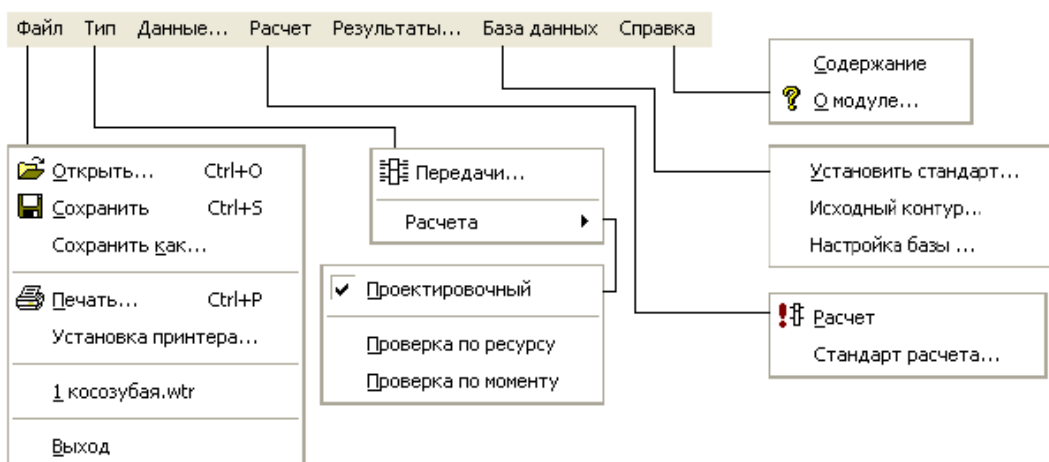 Файл Тип Данные... Расчет Результаты... База данных Справка
Содержание
О модуле...
Открыть... Ctrl+O
Сохранить Ctrl+S
Сохранить как...
Печать... Ctrl+P
Установка принтера...
1 косозубая.wtr
Выход
Передачи...
Расчета
Проектировочный
Проверка по ресурсу
Проверка по моменту
Установить стандарт...
Исходный контур...
Настройка базы ...
Расчет
Стандарт расчета...